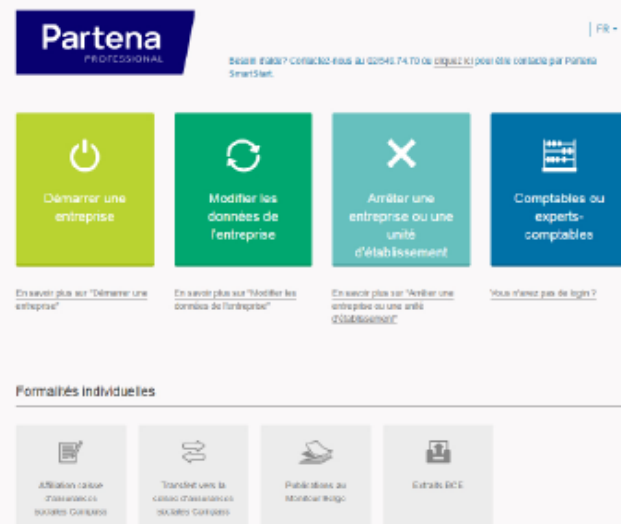 Partena
PROFESSIONAL
FR
Besoin d'aide? Contactez-nous au 02/549.74.70 ou cliquez ici pour être contacté par Partena
SmartStart.
Démarrer une
entreprise
Modifier les
données de
l'entreprise
Arrêter une
entreprise ou une
unité
d'établissement
Comptables ou
experts-
comptables
En savoir plus sur "Démarrer une
entreprise"
En savoir plus sur "Modifier les
données de l'entreprise"
En savoir plus sur "Arrêter une
entreprise ou une unité
d'établissement"
Vous n'avez pas de login ?
Formalités individuelles
Affiliation caisse
d'assurances
sociales
Transfert vers la
caisse d'assurances
sociales
Publications au
Moniteur Belge
Extraits BCE